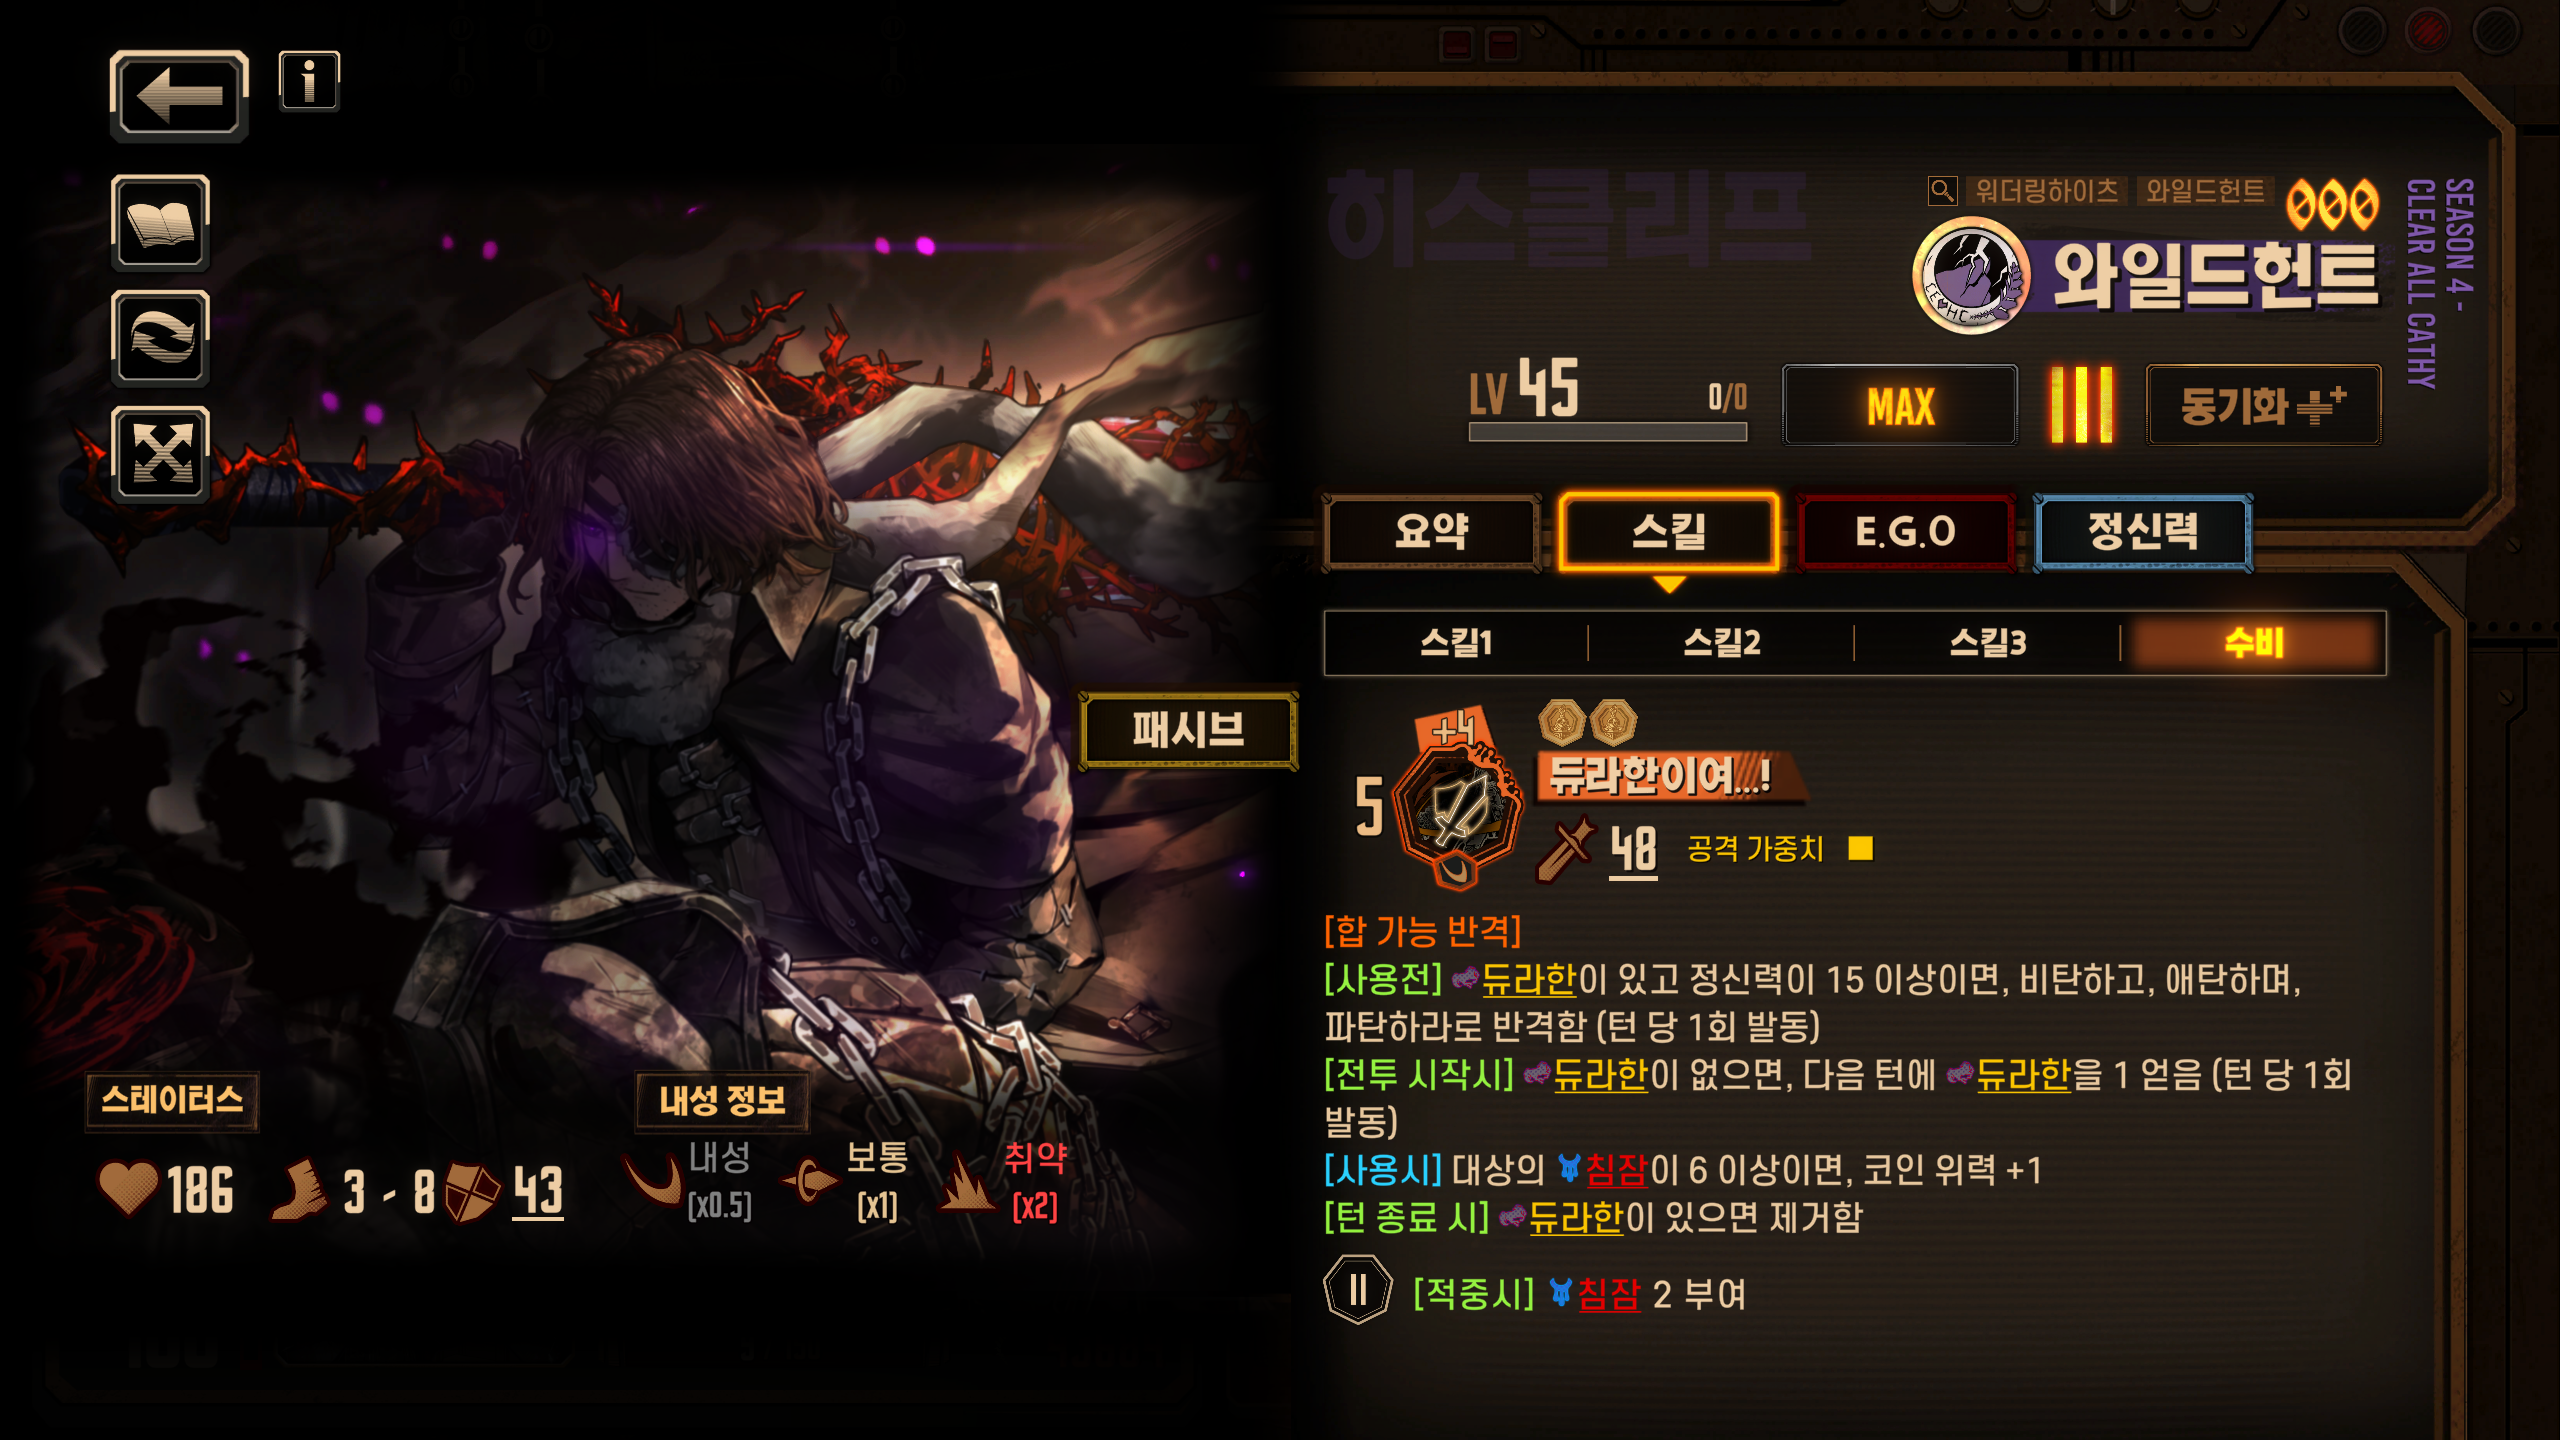 히스클리프
워더링하이츠 와일드헌트
와일드헌트
SEASON 4 -
CLEAR ALL CATHY
LV 45 0/0
MAX
동기화
요약 스킬 E.G.O 정신력
스킬1 스킬2 스킬3 수비
패시브
+4
5
듀라한이여...!
48 공격 가중치
[합 가능 반격]
[사용전] 듀라한이 있고 정신력이 15 이상이면, 비탄하고, 애탄하며,
파탄하라로 반격함 (턴 당 1회 발동)
[전투 시작시] 듀라한이 없으면, 다음 턴에 듀라한을 1 얻음 (턴 당 1회
발동)
[사용시] 대상의 침잠이 6 이상이면, 코인 위력 +1
[턴 종료 시] 듀라한이 있으면 제거함
II [적중시] 침잠 2 부여
스테이터스
186 3 - 8 43
내성 정보
내성 보통 취약
[x0.5] [x1] [x2]